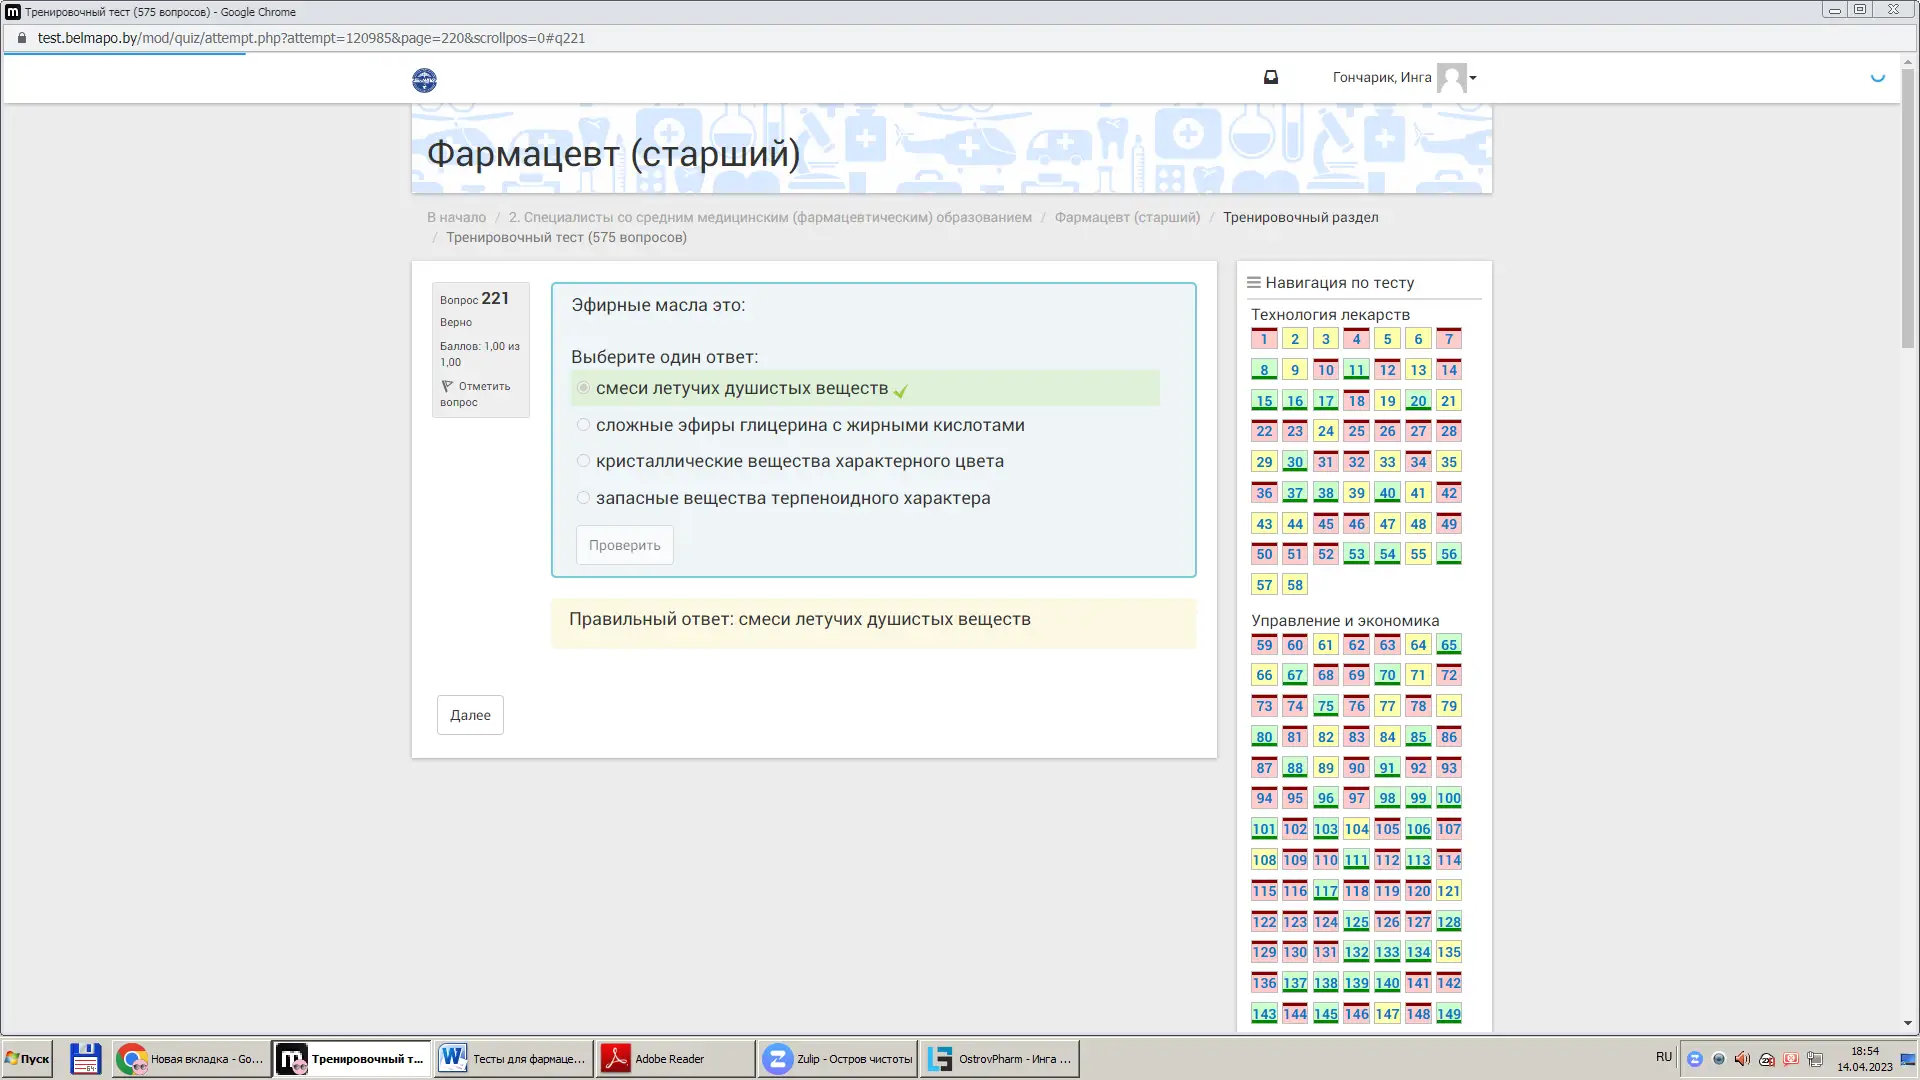 Тренировочный тест (575 вопросов) - Google Chrome
test.belmapo.by/mod/quiz/attempt.php?attempt=120985&page=220&scrollpos=0#q221
Гончарик, Инга
Фармацевт (старший)
В начало / 2. Специалисты со средним медицинским (фармацевтическим) образованием / Фармацевт (старший) / Тренировочный раздел
/ Тренировочный тест (575 вопросов)
Вопрос 221
Верно
Баллов: 1,00 из
1,00
Отметить
вопрос
Эфирные масла это:
Выберите один ответ:
смеси летучих душистых веществ
сложные эфиры глицерина с жирными кислотами
кристаллические вещества характерного цвета
запасные вещества терпеноидного характера
Проверить
Правильный ответ: смеси летучих душистых веществ
Далее
Навигация по тесту
Технология лекарств
1 2 3 4 5 6 7
8 9 10 11 12 13 14
15 16 17 18 19 20 21
22 23 24 25 26 27 28
29 30 31 32 33 34 35
36 37 38 39 40 41 42
43 44 45 46 47 48 49
50 51 52 53 54 55 56
57 58
Управление и экономика
59 60 61 62 63 64 65
66 67 68 69 70 71 72
73 74 75 76 77 78 79
80 81 82 83 84 85 86
87 88 89 90 91 92 93
94 95 96 97 98 99 100
101 102 103 104 105 106 107
108 109 110 111 112 113 114
115 116 117 118 119 120 121
122 123 124 125 126 127 128
129 130 131 132 133 134 135
136 137 138 139 140 141 142
143 144 145 146 147 148 149
Пуск
Новая вкладка - Go...
Тренировочный т...
Тесты для фармаце...
Adobe Reader
Zulip - Остров чистоты
OstrovPharm - Инга ...
RU
18:54
14.04.2023